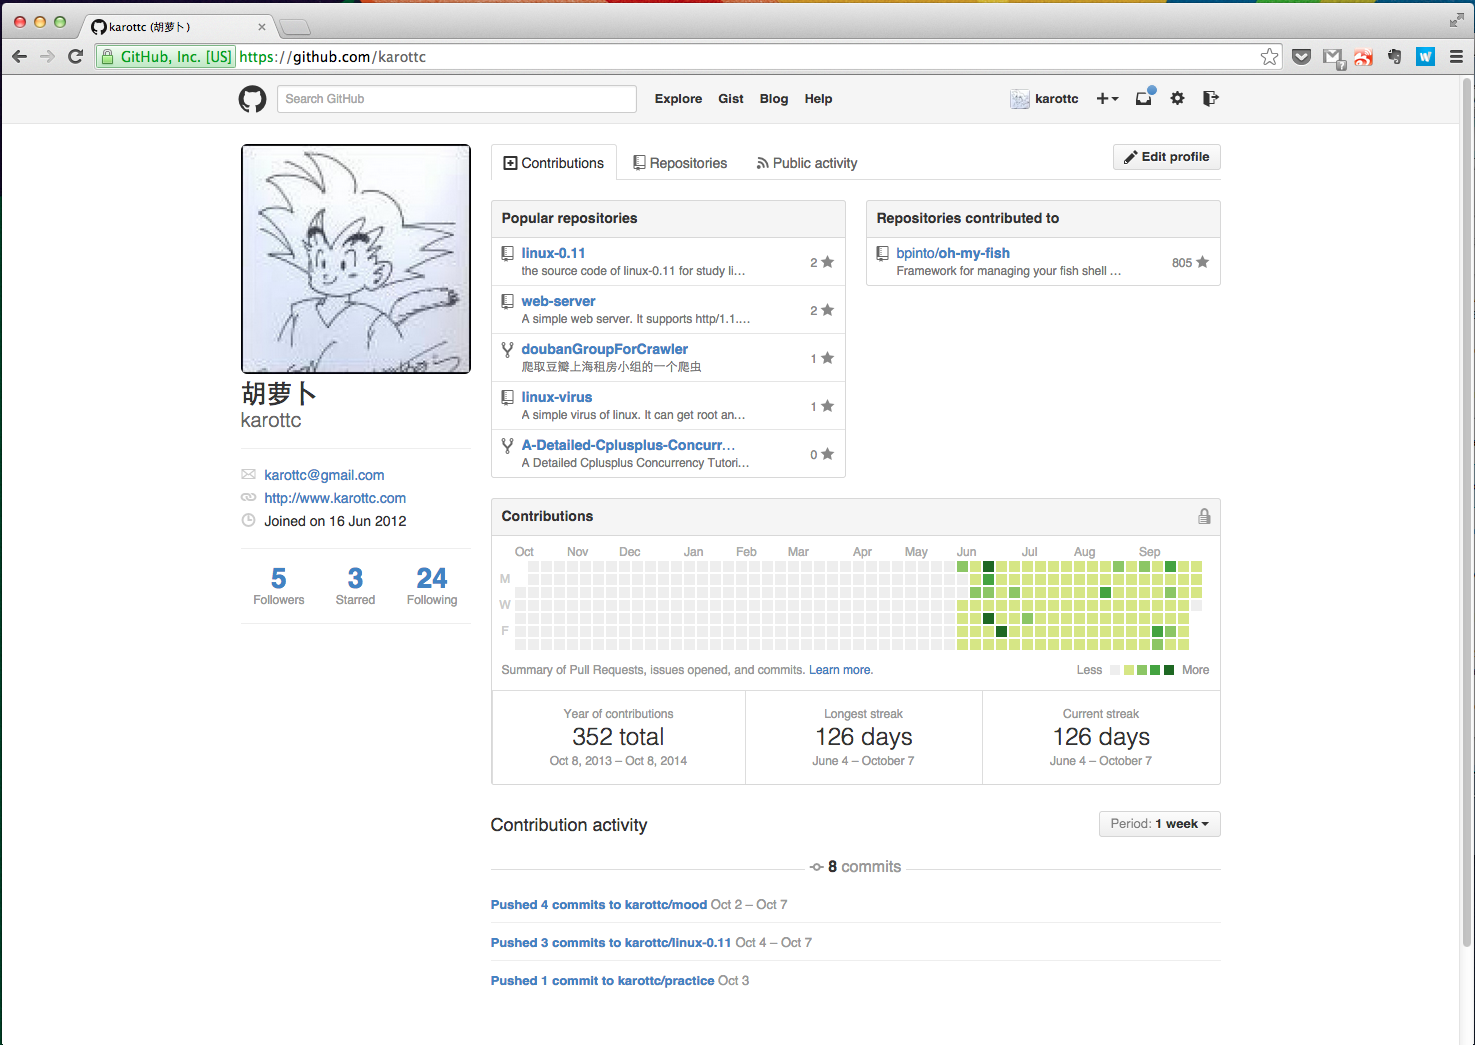 karottc (胡萝卜)
GitHub, Inc. [US] https://github.com/karottc
Search GitHub Explore Gist Blog Help karottc
Contributions Repositories Public activity Edit profile
Popular repositories
linux-0.11
the source code of linux-0.11 for study li…
2
web-server
A simple web server. It supports http/1.1.…
2
doubanGroupForCrawler
爬取豆瓣上海租房小组的一个爬虫
1
linux-virus
A simple virus of linux. It can get root an…
1
A-Detailed-Cplusplus-Concurr…
A Detailed Cplusplus Concurrency Tutori…
0
Repositories contributed to
bpinto/oh-my-fish
Framework for managing your fish shell …
805
胡萝卜
karottc
karottc@gmail.com
http://www.karottc.com
Joined on 16 Jun 2012
5 3 24
Followers Starred Following
Contributions
Oct Nov Dec Jan Feb Mar Apr May Jun Jul Aug Sep
M
W
F
Summary of Pull Requests, issues opened, and commits. Learn more.
Less More
Year of contributions
352 total
Oct 8, 2013 – Oct 8, 2014
Longest streak
126 days
June 4 – October 7
Current streak
126 days
June 4 – October 7
Contribution activity
Period: 1 week
8 commits
Pushed 4 commits to karottc/mood Oct 2 – Oct 7
Pushed 3 commits to karottc/linux-0.11 Oct 4 – Oct 7
Pushed 1 commit to karottc/practice Oct 3